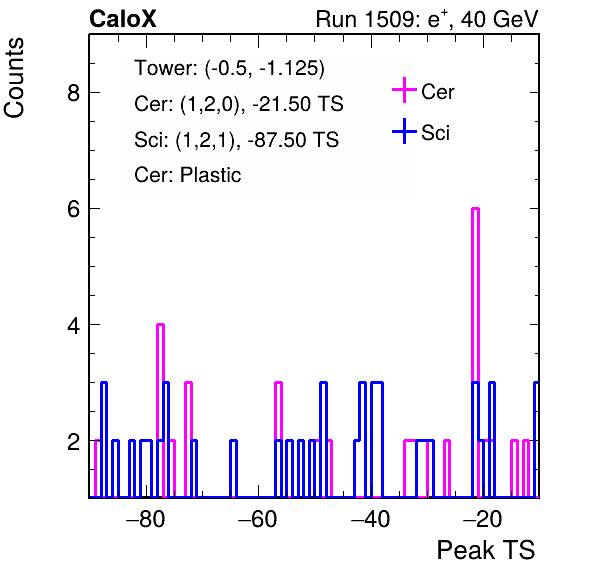 CaloX Run 1509: e⁺, 40 GeV
Counts
Tower: (-0.5, -1.125)
Cer: (1,2,0), -21.50 TS
Sci: (1,2,1), -87.50 TS
Cer: Plastic
Cer
Sci
8
6
4
2
−80 −60 −40 −20
Peak TS